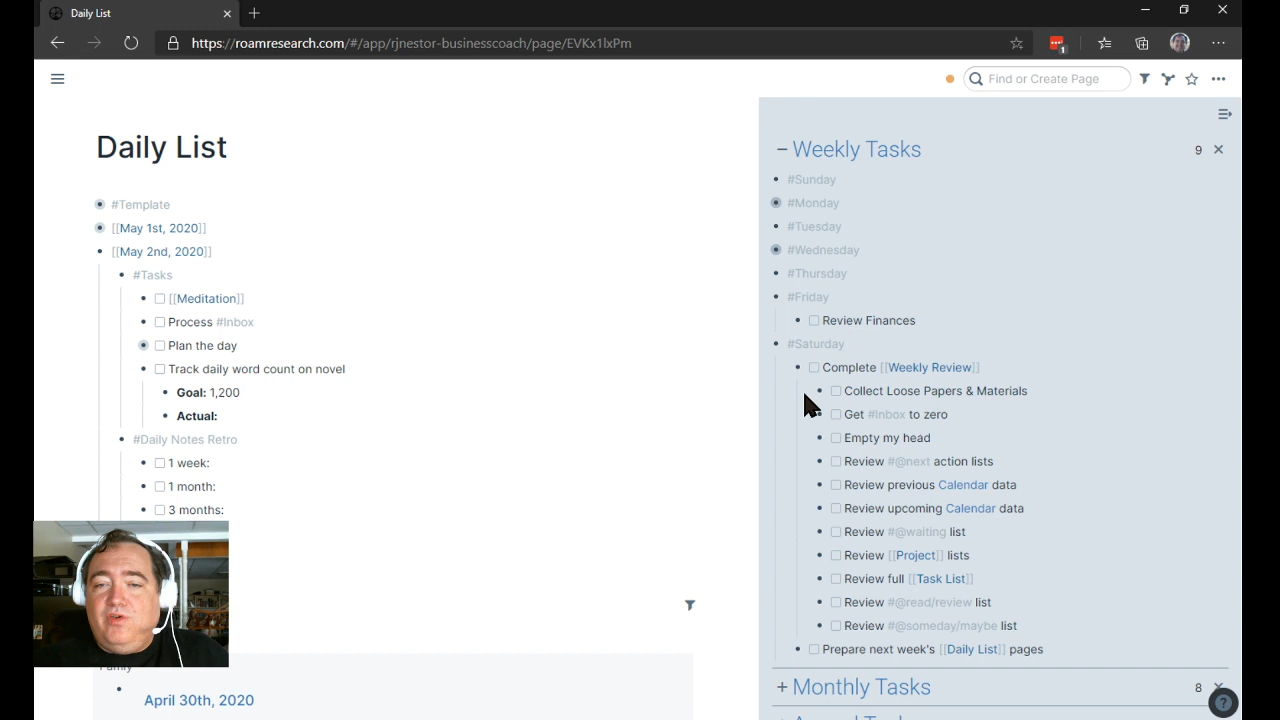 Daily List
https://roamresearch.com/#/app/rjnestor-businesscoach/page/EVKx1lxPm
1
Find or Create Page
Daily List
#Template
[[May 1st, 2020]]
[[May 2nd, 2020]]
#Tasks
[[Meditation]]
Process #Inbox
Plan the day
Track daily word count on novel
Goal: 1,200
Actual:
#Daily Notes Retro
1 week:
1 month:
3 months:
April 30th, 2020
Weekly Tasks 9
#Sunday
#Monday
#Tuesday
#Wednesday
#Thursday
#Friday
Review Finances
#Saturday
Complete [[Weekly Review]]
Collect Loose Papers & Materials
Get #Inbox to zero
Empty my head
Review #@next action lists
Review previous Calendar data
Review upcoming Calendar data
Review #@waiting list
Review [[Project]] lists
Review full [[Task List]]
Review #@read/review list
Review #@someday/maybe list
Prepare next week's [[Daily List]] pages
Monthly Tasks 8